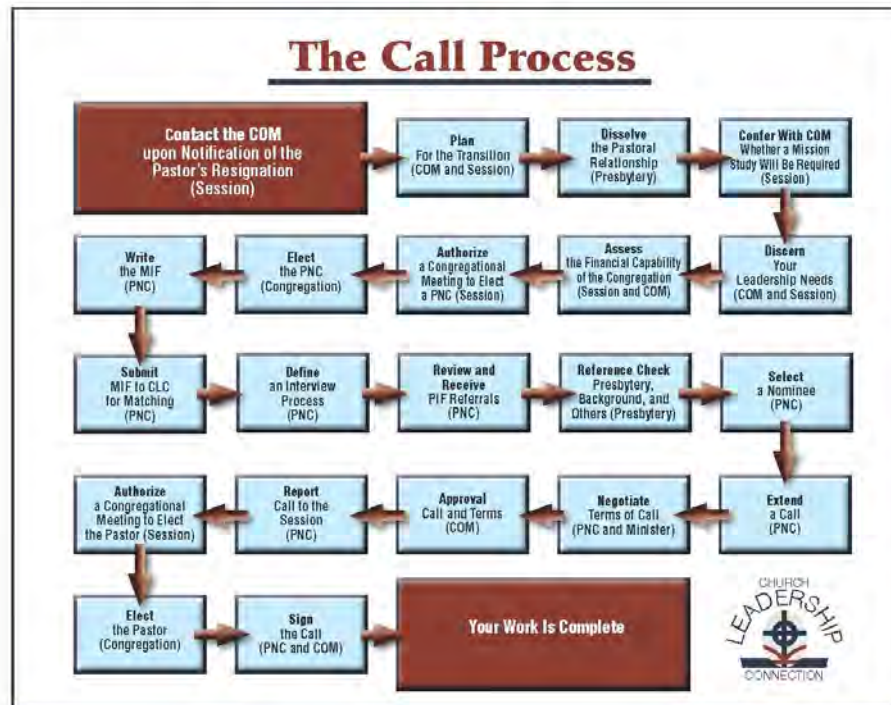 The Call Process
Contact the COM
upon Notification of the
Pastor's Resignation
(Session)
Plan
For the Transition
(COM and Session)
Dissolve
the Pastoral
Relationship
(Presbytery)
Confer With COM
Whether a Mission
Study Will Be Required
(Session)
Discern
Your
Leadership Needs
(COM and Session)
Assess
the Financial Capability
of the Congregation
(Session and COM)
Authorize
a Congregational
Meeting to Elect
a PNC (Session)
Elect
the PNC
(Congregation)
Write
the MIF
(PNC)
Submit
MIF to CLC
for Matching
(PNC)
Define
an Interview
Process
(PNC)
Review and
Receive
PIF Referrals
(PNC)
Reference Check
Presbytery,
Background, and
Others (Presbytery)
Select
a Nominee
(PNC)
Extend
a Call
(PNC)
Negotiate
Terms of Call
(PNC and Minister)
Approval
Call and Terms
(COM)
Report
Call to the
Session
(PNC)
Authorize
a Congregational
Meeting to Elect
the Pastor (Session)
Elect
the Pastor
(Congregation)
Sign
the Call
(PNC and COM)
Your Work Is Complete
CHURCH
LEADERSHIP
CONNECTION